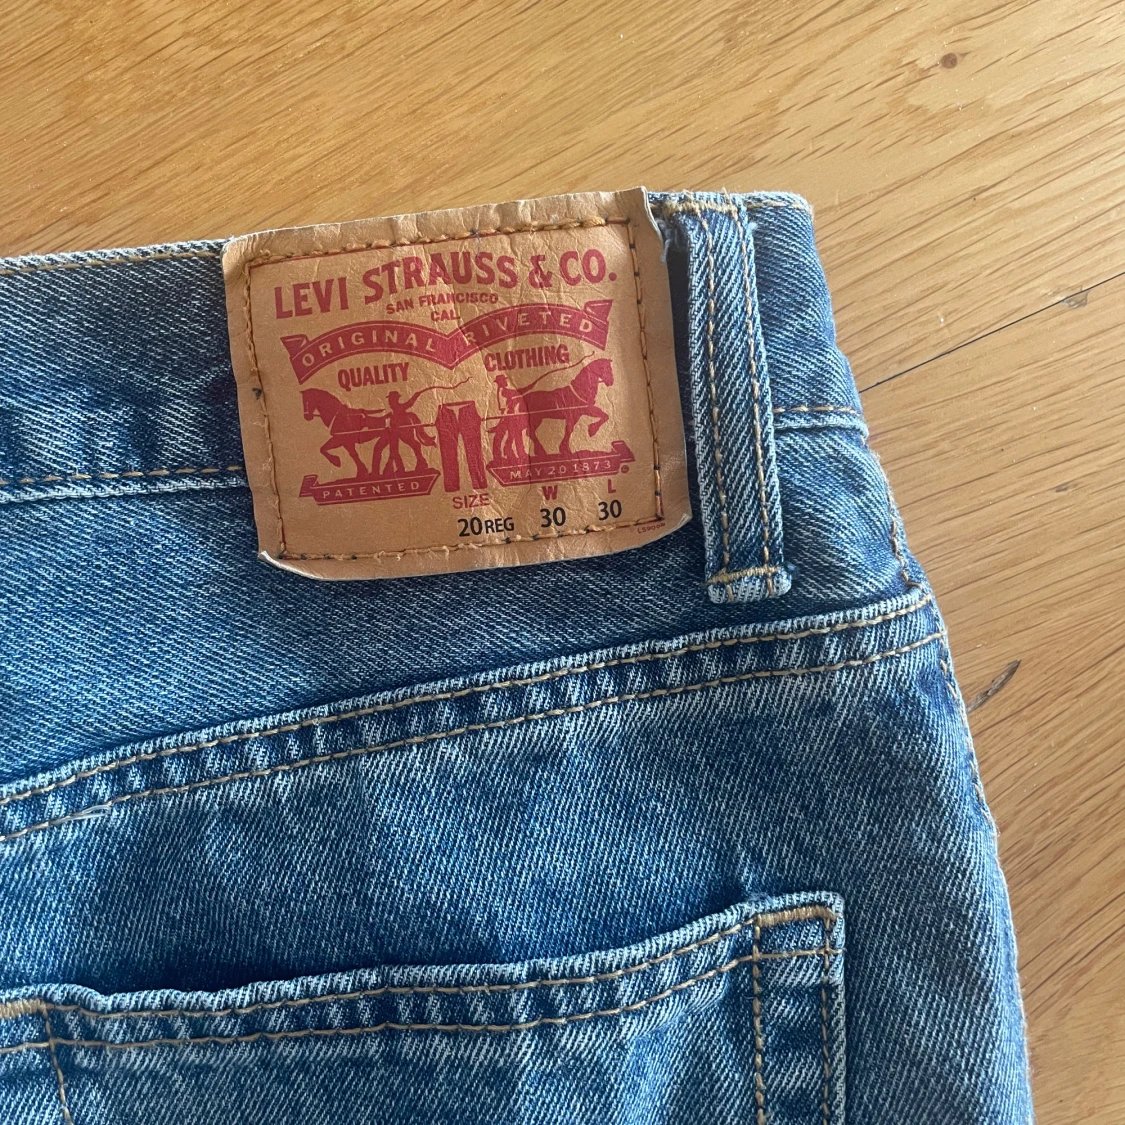 LEVI STRAUSS & CO.
SAN FRANCISCO
CAL.
ORIGINAL RIVETED
QUALITY CLOTHING
PATENTED MAY 20 1873
SIZE W L
20 REG 30 30